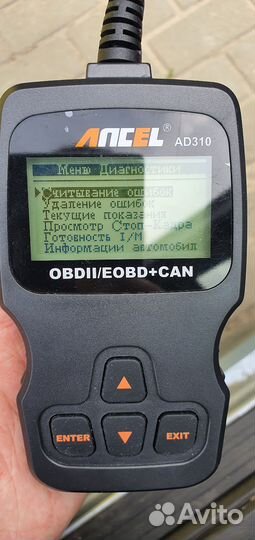 ANCEL®
AD310
Меню Диагностики
Считывание ошибок
Удаление ошибок
Текущие показания
Просмотр Стоп-Кадра
Готовность I/M
Информации автомобил
OBDII/EOBD+CAN
ENTER
EXIT
Avito